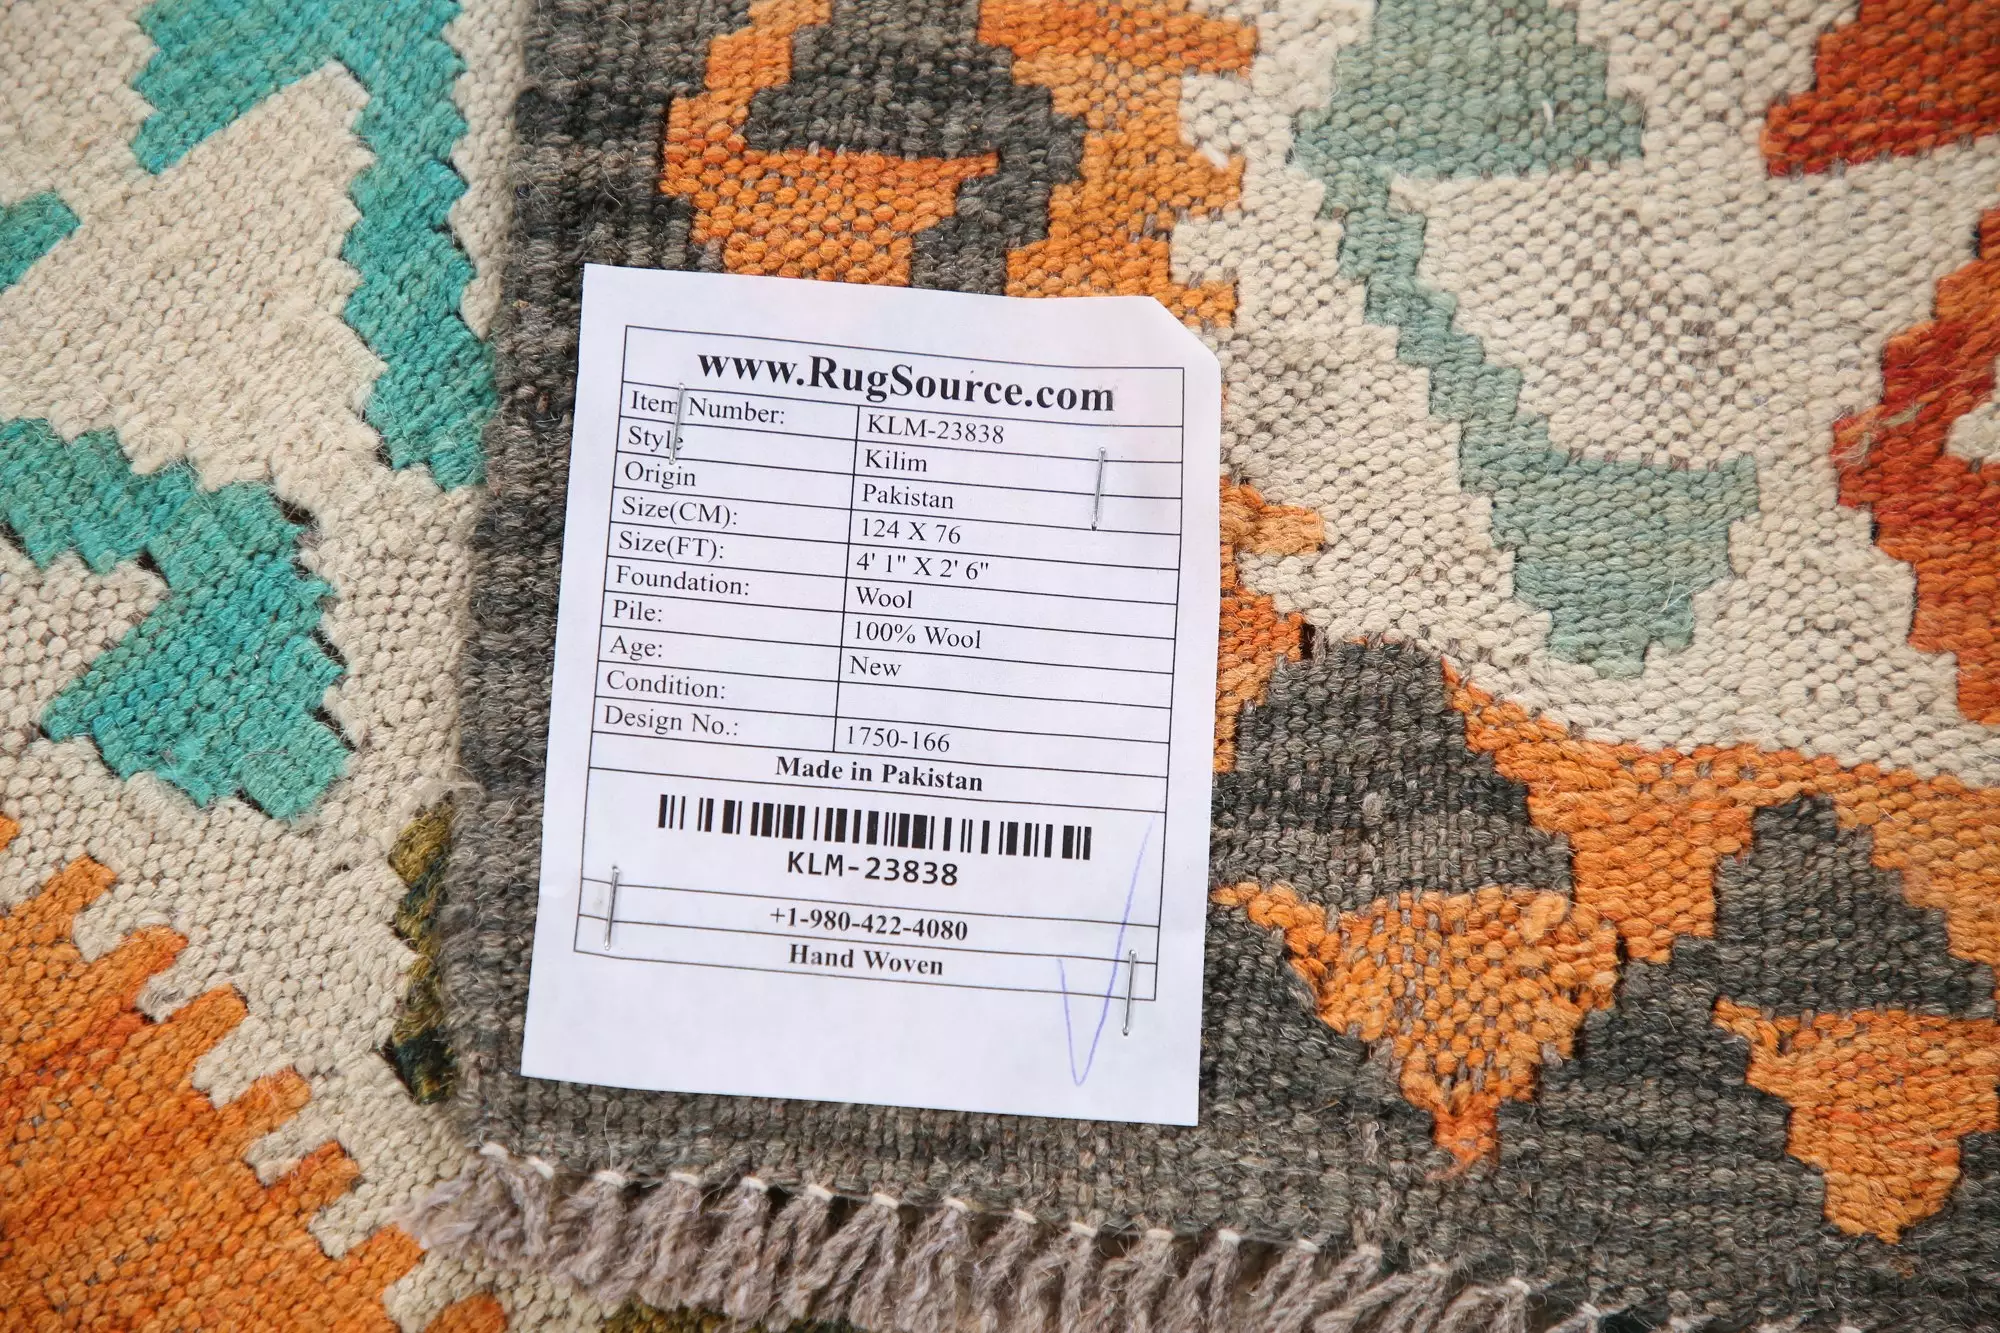 www.RugSource.com
Item Number: KLM-23838
Style Kilim
Origin Pakistan
Size(CM): 124 X 76
Size(FT): 4' 1" X 2' 6"
Foundation: Wool
Pile: 100% Wool
Age: New
Condition:
Design No.: 1750-166
Made in Pakistan
KLM-23838
+1-980-422-4080
Hand Woven